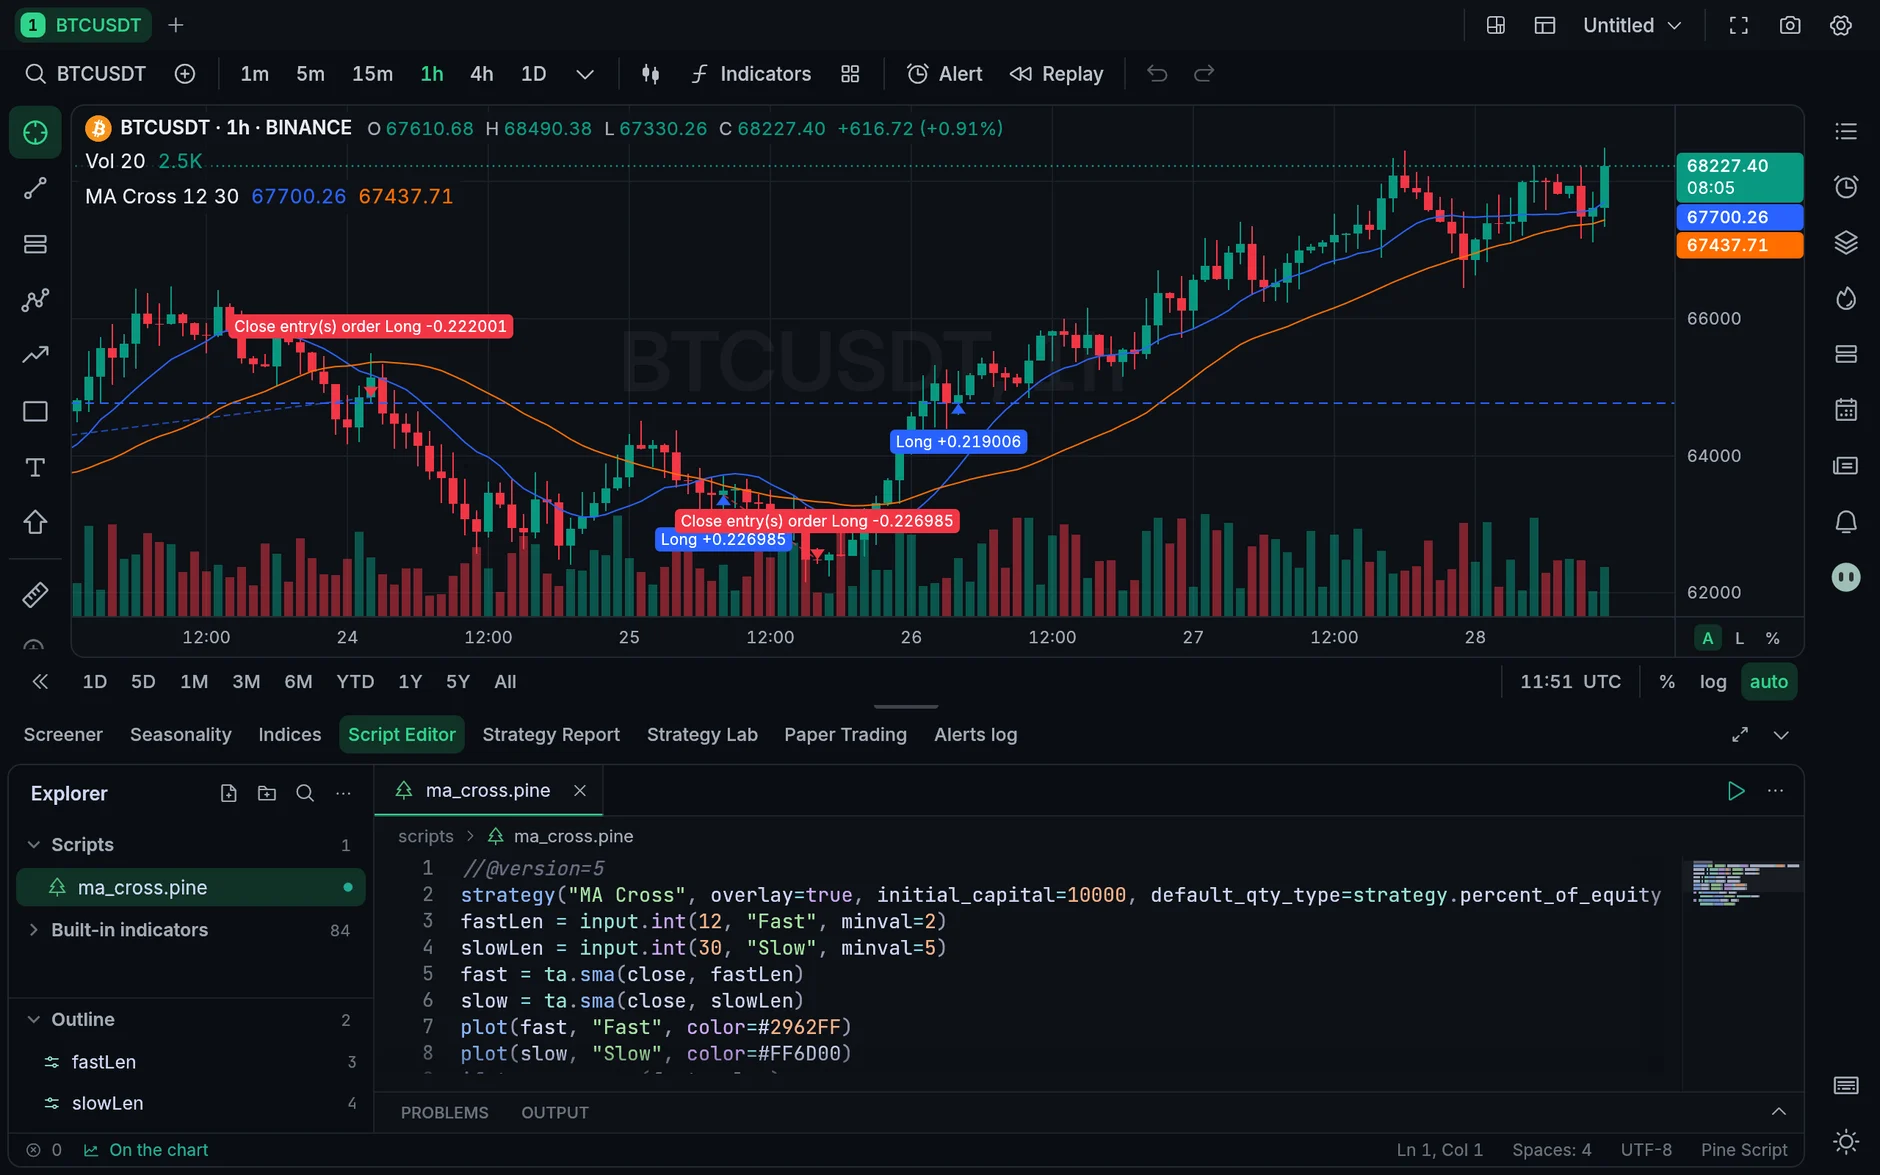 1 BTCUSDT
Untitled
BTCUSDT 1m 5m 15m 1h 4h 1D Indicators Alert Replay
BTCUSDT · 1h · BINANCE O 67610.68 H 68490.38 L 67330.26 C 68227.40 +616.72 (+0.91%)
Vol 20 2.5K
MA Cross 12 30 67700.26 67437.71
68227.40
08:05
67700.26
67437.71
66000
64000
62000
BTCUSDT, 1h
Close entry(s) order Long -0.222001
Long +0.219006
Close entry(s) order Long -0.226985
Long +0.226985
12:00 24 12:00 25 12:00 26 12:00 27 12:00 28
A L %
1D 5D 1M 3M 6M YTD 1Y 5Y All
11:51 UTC % log auto
Screener Seasonality Indices Script Editor Strategy Report Strategy Lab Paper Trading Alerts log
Explorer
Scripts 1
ma_cross.pine
Built-in indicators 84
Outline 2
fastLen 3
slowLen 4
ma_cross.pine
scripts > ma_cross.pine
1 //@version=5
2 strategy("MA Cross", overlay=true, initial_capital=10000, default_qty_type=strategy.percent_of_equity
3 fastLen = input.int(12, "Fast", minval=2)
4 slowLen = input.int(30, "Slow", minval=5)
5 fast = ta.sma(close, fastLen)
6 slow = ta.sma(close, slowLen)
7 plot(fast, "Fast", color=#2962FF)
8 plot(slow, "Slow", color=#FF6D00)
PROBLEMS OUTPUT
0 On the chart
Ln 1, Col 1 Spaces: 4 UTF-8 Pine Script